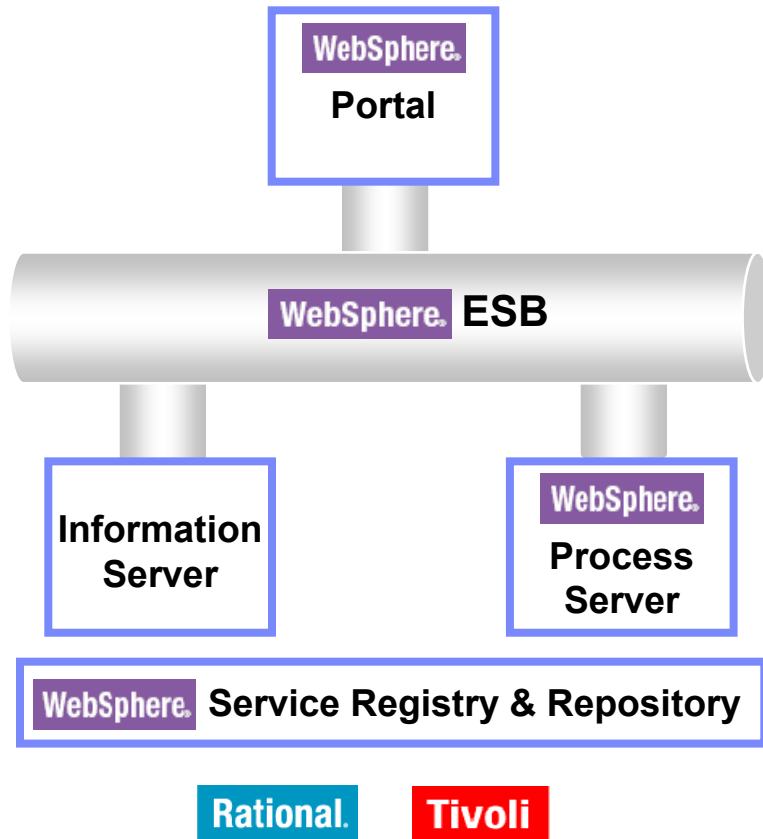 WebSphere®
Portal
WebSphere® ESB
Information
Server
WebSphere®
Process
Server
WebSphere® Service Registry & Repository
Rational®
Tivoli